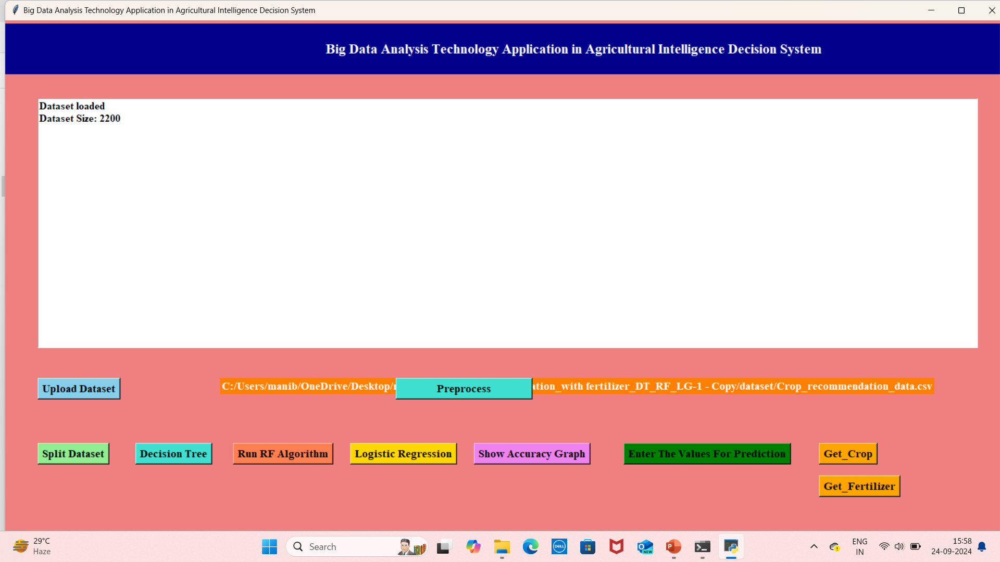 Big Data Analysis Technology Application in Agricultural Intelligence Decision System
Big Data Analysis Technology Application in Agricultural Intelligence Decision System
Dataset loaded
Dataset Size: 2200
Upload Dataset
C:/Users/manib/OneDrive/Desktop/
Preprocess
ation_with fertilizer_DT_RF_LG-1 - Copy/dataset/Crop_recommendation_data.csv
Split Dataset
Decision Tree
Run RF Algorithm
Logistic Regression
Show Accuracy Graph
Enter The Values For Prediction
Get_Crop
Get_Fertilizer
29°C
Haze
Search
DELL
NEW
P
ENG
IN
15:58
24-09-2024